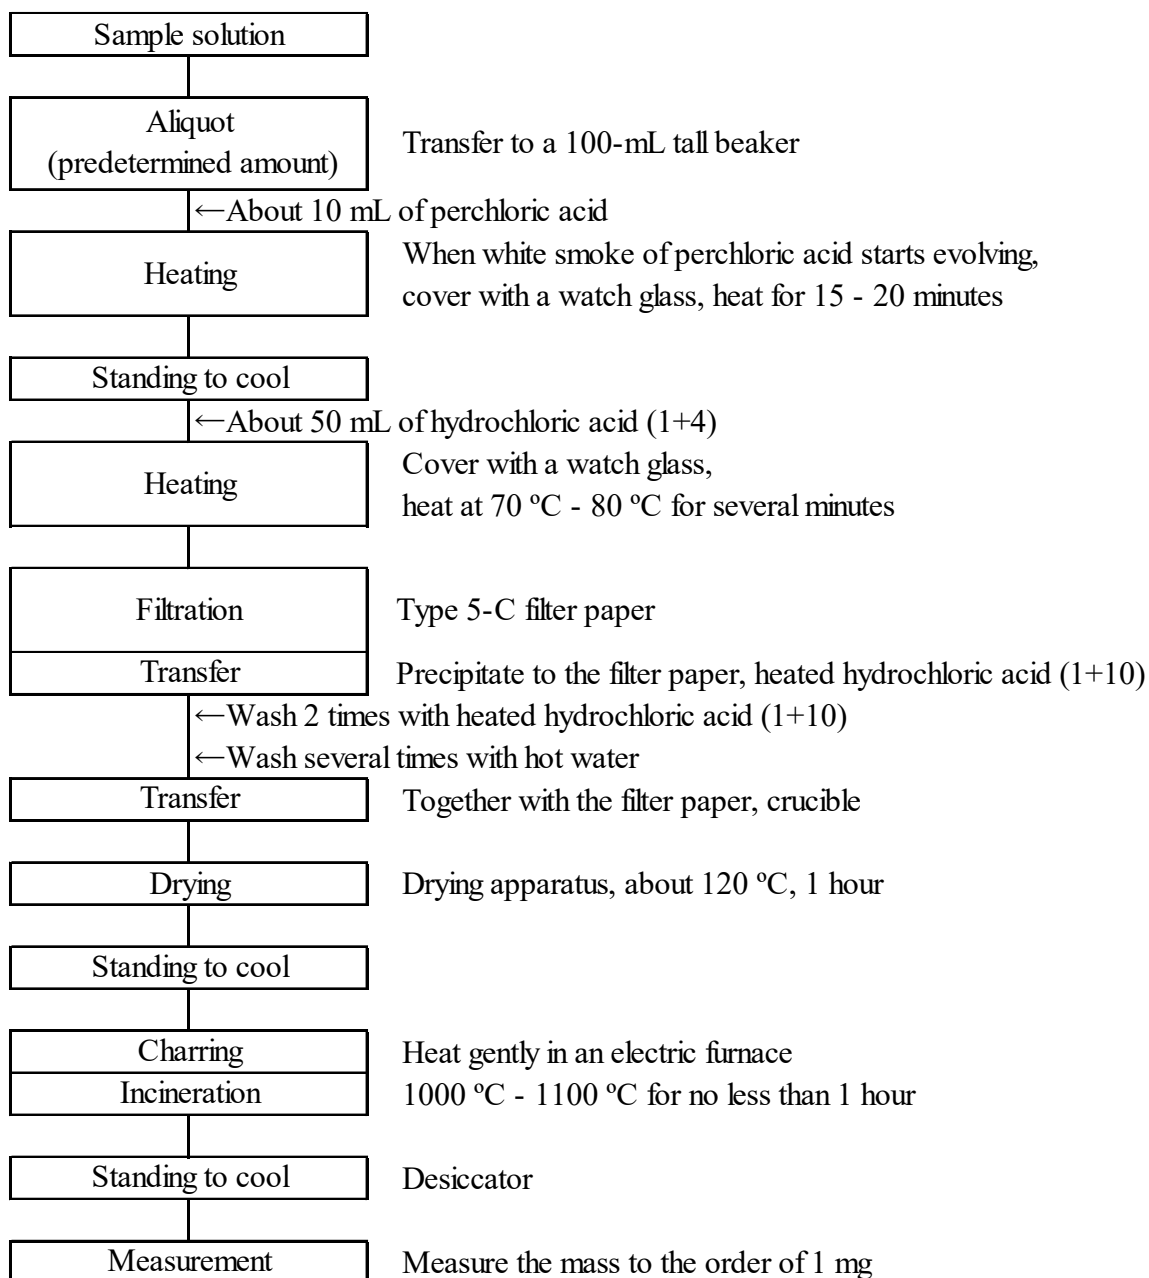 Sample solution
Aliquot
(predetermined amount)
Transfer to a 100-mL tall beaker
←About 10 mL of perchloric acid
Heating
When white smoke of perchloric acid starts evolving,
cover with a watch glass, heat for 15 - 20 minutes
Standing to cool
←About 50 mL of hydrochloric acid (1+4)
Heating
Cover with a watch glass,
heat at 70 ºC - 80 ºC for several minutes
Filtration
Type 5-C filter paper
Transfer
Precipitate to the filter paper, heated hydrochloric acid (1+10)
←Wash 2 times with heated hydrochloric acid (1+10)
←Wash several times with hot water
Transfer
Together with the filter paper, crucible
Drying
Drying apparatus, about 120 ºC, 1 hour
Standing to cool
Charring
Heat gently in an electric furnace
Incineration
1000 ºC - 1100 ºC for no less than 1 hour
Standing to cool
Desiccator
Measurement
Measure the mass to the order of 1 mg